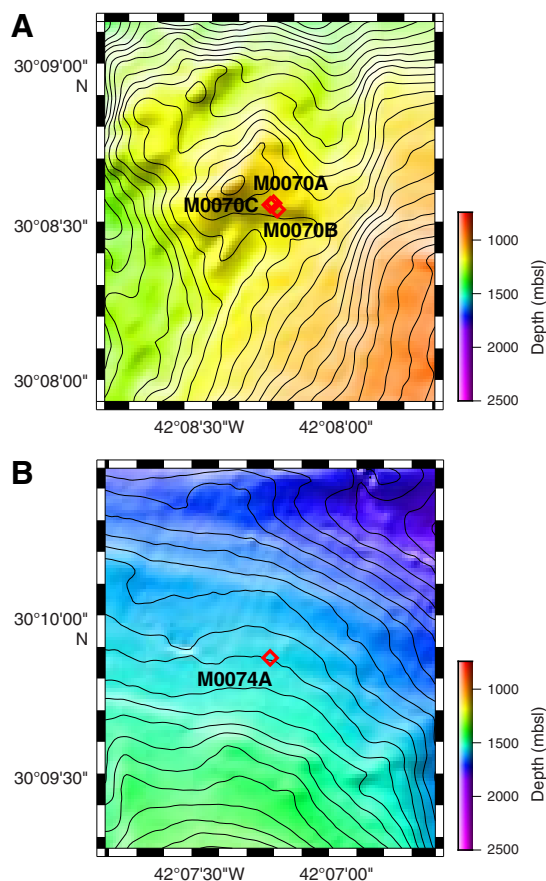 A
30°09'00"
N
M0070A
M0070C
M0070B
30°08'30"
30°08'00"
42°08'30"W
42°08'00"
1000
1500
2000
2500
Depth (mbsl)
B
30°10'00"
N
M0074A
30°09'30"
42°07'30"W
42°07'00"
1000
1500
2000
2500
Depth (mbsl)